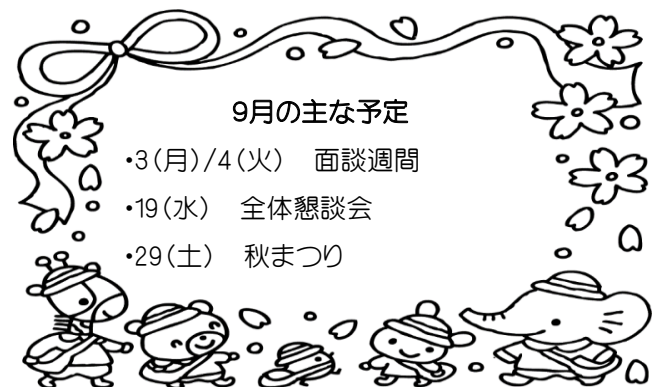 9月の主な予定
・3(月)/4(火)　面談週間
・19(水)　全体懇談会
・29(土)　秋まつり